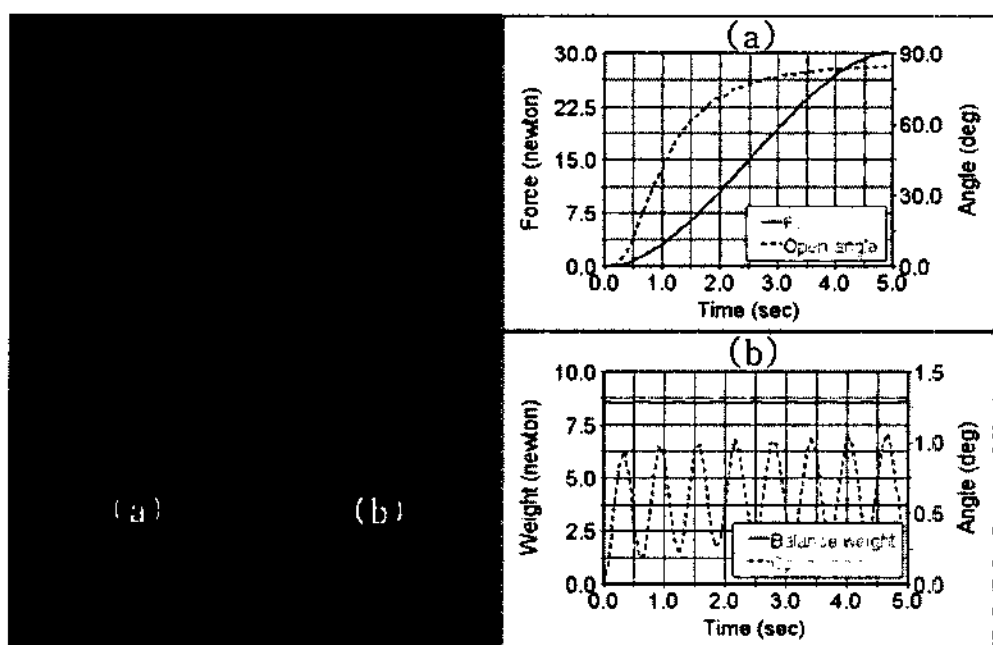 (a)
(b)
(a)
30.0
22.5
15.0
7.5
0.0
Force (newton)
90.0
60.0
30.0
0.0
Angle (deg)
F
Open angle
0.0 1.0 2.0 3.0 4.0 5.0
Time (sec)
(b)
10.0
7.5
5.0
2.5
0.0
Weight (newton)
1.5
1.0
0.5
0.0
Angle (deg)
Balance weight
0.0 1.0 2.0 3.0 4.0 5.0
Time (sec)